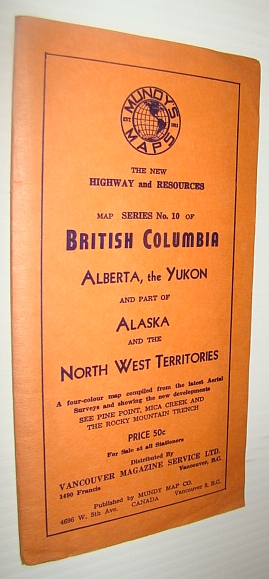 MUNDY'S
EST.
MAPS
THE NEW
HIGHWAY and RESOURCES
MAP SERIES No. 10 OF
BRITISH COLUMBIA
ALBERTA, the YUKON
AND PART OF
ALASKA
AND THE
NORTH WEST TERRITORIES
A four-colour map compiled from the latest Aerial
Surveys and showing the new developments
SEE PINE POINT, MICA CREEK AND
THE ROCKY MOUNTAIN TRENCH
PRICE 50c
For Sale at all Stationers
Distributed By
VANCOUVER MAGAZINE SERVICE LTD.
1490 Francis Vancouver, B.C.
Published by MUNDY MAP CO.
4696 W. 5th Ave. CANADA Vancouver 8, B.C.